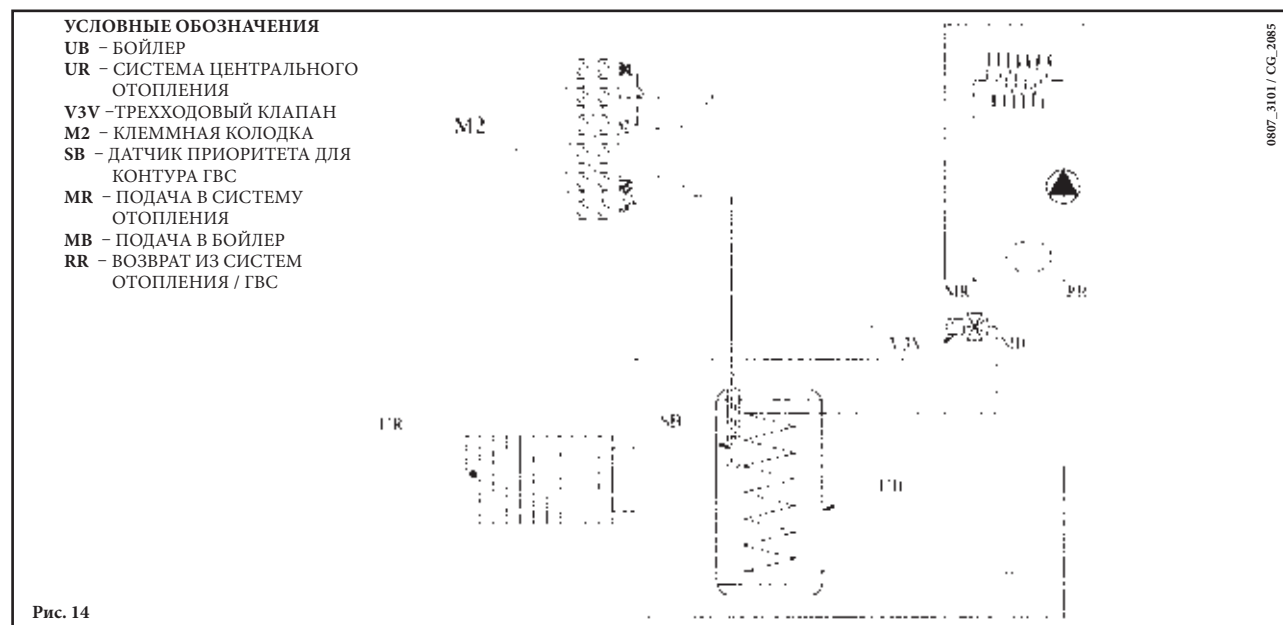 УСЛОВНЫЕ ОБОЗНАЧЕНИЯ
UB – БОЙЛЕР
UR – СИСТЕМА ЦЕНТРАЛЬНОГО
ОТОПЛЕНИЯ
V3V –ТРЕХХОДОВЫЙ КЛАПАН
M2 – КЛЕММНАЯ КОЛОДКА
SB – ДАТЧИК ПРИОРИТЕТА ДЛЯ
КОНТУРА ГВС
MR – ПОДАЧА В СИСТЕМУ
ОТОПЛЕНИЯ
MB – ПОДАЧА В БОЙЛЕР
RR – ВОЗВРАТ ИЗ СИСТЕМ
ОТОПЛЕНИЯ / ГВС
M2
0807_3101 / CG_2085
MR
SB
Рис. 14